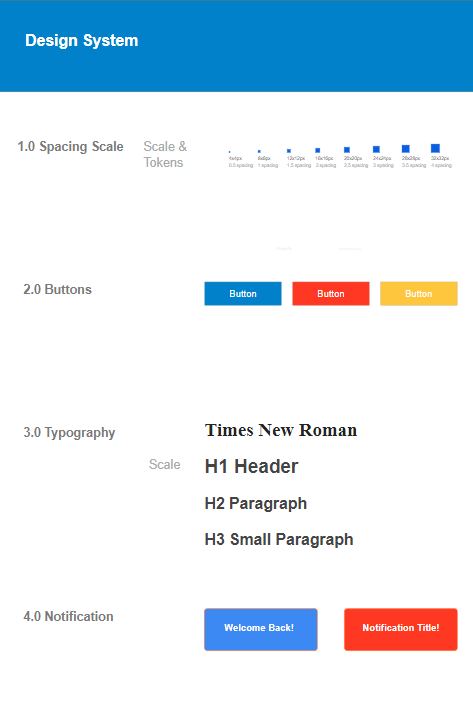 Design System
1.0 Spacing Scale
Scale &
Tokens
4x4px 8x8px 12x12px 16x16px 20x20px 24x24px 28x28px 32x32px
0.5 spacing 1 spacing 1.5 spacing 2 spacing 2.5 spacing 3 spacing 3.5 spacing 4 spacing
2.0 Buttons
Button Button Button
3.0 Typography
Times New Roman
Scale
H1 Header
H2 Paragraph
H3 Small Paragraph
4.0 Notification
Welcome Back! Notification Title!